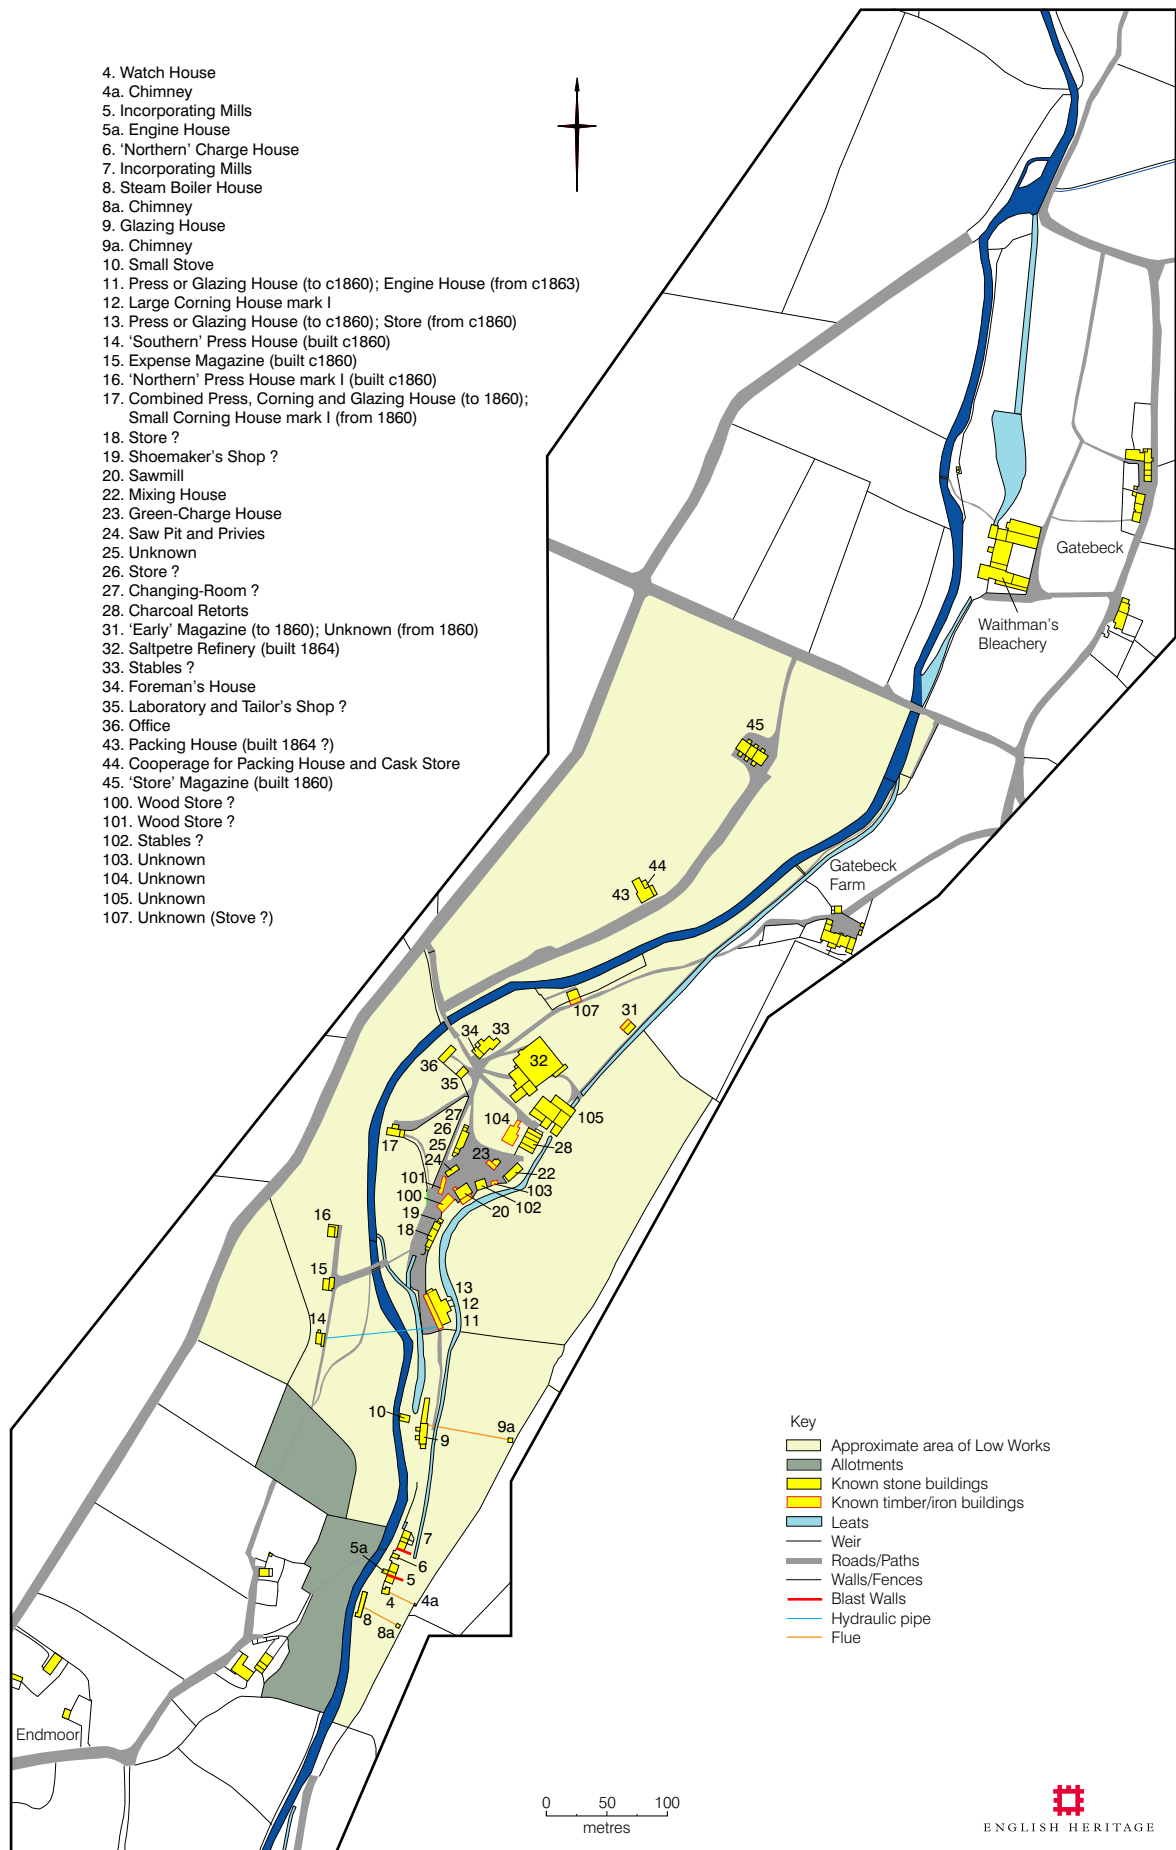 4. Watch House
4a. Chimney
5. Incorporating Mills
5a. Engine House
6. ‘Northern’ Charge House
7. Incorporating Mills
8. Steam Boiler House
8a. Chimney
9. Glazing House
9a. Chimney
10. Small Stove
11. Press or Glazing House (to c1860); Engine House (from c1863)
12. Large Corning House mark I
13. Press or Glazing House (to c1860); Store (from c1860)
14. ‘Southern’ Press House (built c1860)
15. Expense Magazine (built c1860)
16. ‘Northern’ Press House mark I (built c1860)
17. Combined Press, Corning and Glazing House (to 1860);
Small Corning House mark I (from 1860)
18. Store ?
19. Shoemaker’s Shop ?
20. Sawmill
22. Mixing House
23. Green-Charge House
24. Saw Pit and Privies
25. Unknown
26. Store ?
27. Changing-Room ?
28. Charcoal Retorts
31. ‘Early’ Magazine (to 1860); Unknown (from 1860)
32. Saltpetre Refinery (built 1864)
33. Stables ?
34. Foreman’s House
35. Laboratory and Tailor’s Shop ?
36. Office
43. Packing House (built 1864 ?)
44. Cooperage for Packing House and Cask Store
45. ‘Store’ Magazine (built 1860)
100. Wood Store ?
101. Wood Store ?
102. Stables ?
103. Unknown
104. Unknown
105. Unknown
107. Unknown (Stove ?)
Gatebeck
Waithman’s
Bleachery
45
Gatebeck
Farm
44
43
107
31
34
33
36
32
35
27
104
105
26
17
25
28
24
23
22
101
103
100
102
20
19
18
16
15
13
12
14
11
10
9a
9
7
5a
6
5
4
4a
8
8a
Endmoor
Key
Approximate area of Low Works
Allotments
Known stone buildings
Known timber/iron buildings
Leats
Weir
Roads/Paths
Walls/Fences
Blast Walls
Hydraulic pipe
Flue
0 50 100
metres
ENGLISH HERITAGE